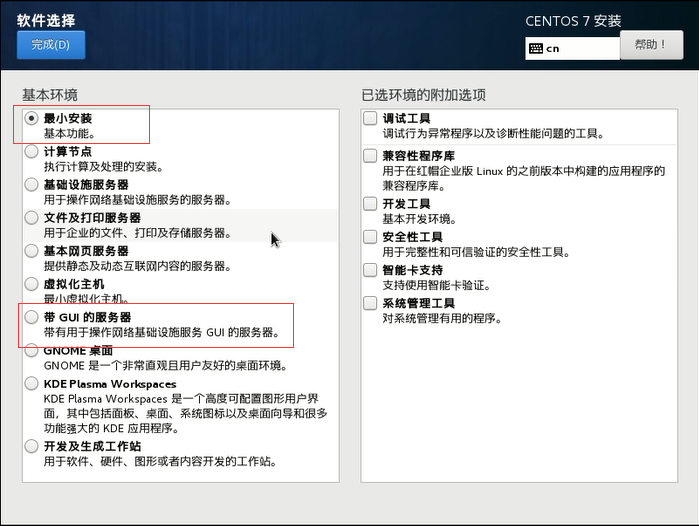 软件选择
CENTOS 7 安装
完成(D)
cn
帮助！
基本环境
已选环境的附加选项
最小安装
基本功能。
计算节点
执行计算及处理的安装。
基础设施服务器
用于操作网络基础设施服务的服务器。
文件及打印服务器
用于企业的文件、打印及存储服务器。
基本网页服务器
提供静态及动态互联网内容的服务器。
虚拟化主机
最小虚拟化主机。
带 GUI 的服务器
带有用于操作网络基础设施服务 GUI 的服务器。
GNOME 桌面
GNOME 是一个非常直观且用户友好的桌面环境。
KDE Plasma Workspaces
KDE Plasma Workspaces 是一个高度可配置图形用户界
面，其中包括面板、桌面、系统图标以及桌面向导和很多
功能强大的 KDE 应用程序。
开发及生成工作站
用于软件、硬件、图形或者内容开发的工作站。
调试工具
调试行为异常程序以及诊断性能问题的工具。
兼容性程序库
用于在红帽企业版 Linux 的之前版本中构建的应用程序的
兼容程序库。
开发工具
基本开发环境。
安全性工具
用于完整性和可信验证的安全性工具。
智能卡支持
支持使用智能卡验证。
系统管理工具
对系统管理有用的程序。